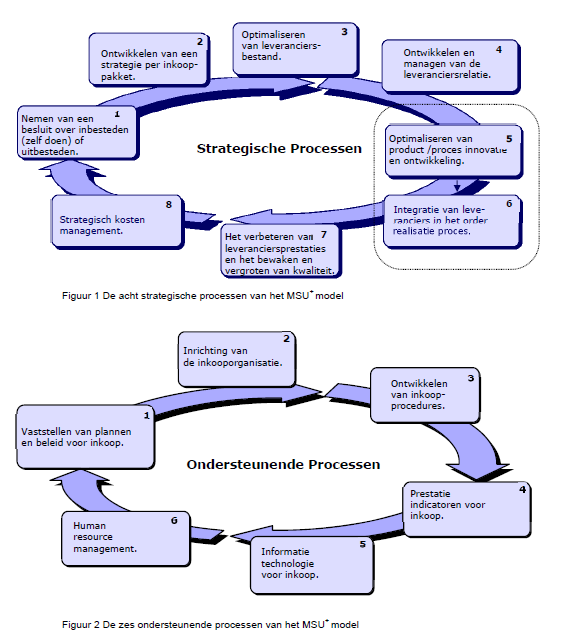 1
Nemen van een
besluit over inbesteden
(zelf doen) of
uitbesteden.
2
Ontwikkelen van een
strategie per inkoop-
pakket.
3
Optimaliseren
van leveranciers-
bestand.
4
Ontwikkelen en
managen van de
leveranciersrelatie.
5
Optimaliseren van
product /proces innovatie
en ontwikkeling.
6
Integratie van leve-
ranciers in het order
realisatie proces.
7
Het verbeteren van
leveranciersprestaties
en het bewaken en
vergroten van kwaliteit.
8
Strategisch kosten
management.
Strategische Processen
Figuur 1 De acht strategische processen van het MSU+ model
1
Vaststellen van plannen
en beleid voor inkoop.
2
Inrichting van
de inkooporganisatie.
3
Ontwikkelen
van inkoop-
procedures.
4
Prestatie
indicatoren voor
inkoop.
5
Informatie
technologie
voor inkoop.
6
Human
resource
management.
Ondersteunende Processen
Figuur 2 De zes ondersteunende processen van het MSU+ model